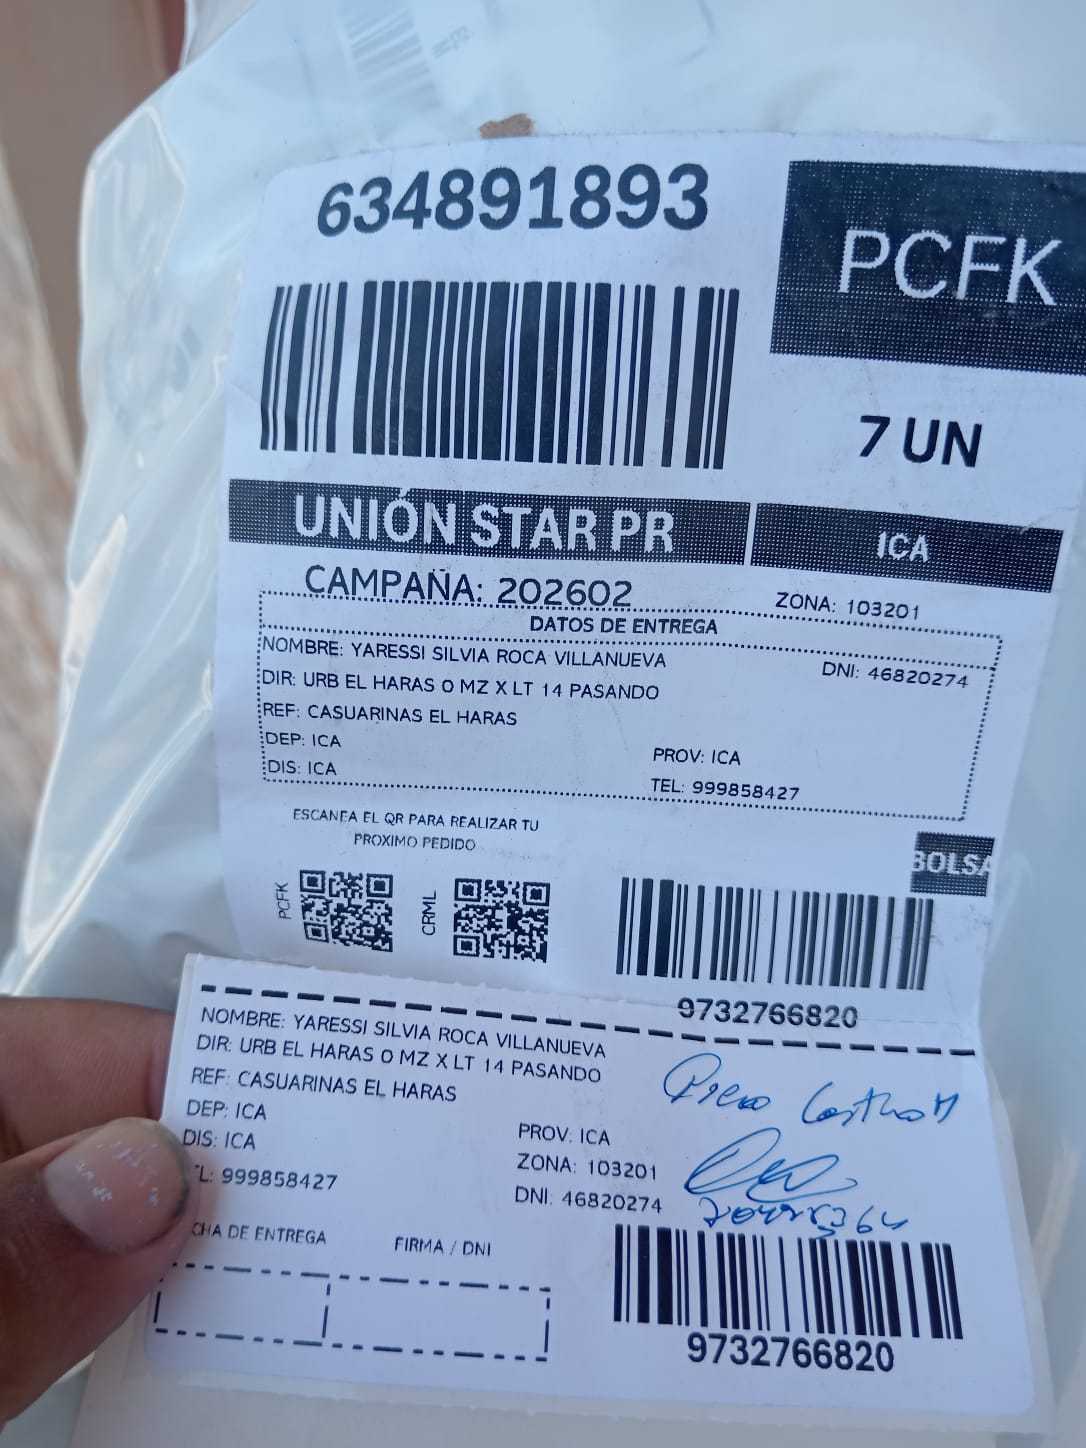 634891893
PCFK
7 UN
UNIÓN STAR PR
ICA
CAMPAÑA: 202602
ZONA: 103201
DATOS DE ENTREGA
NOMBRE: YARESSI SILVIA ROCA VILLANUEVA
DNI: 46820274
DIR: URB EL HARAS O MZ X LT 14 PASANDO
REF: CASUARINAS EL HARAS
DEP: ICA
PROV: ICA
DIS: ICA
TEL: 999858427
ESCANEA EL QR PARA REALIZAR TU
PROXIMO PEDIDO
BOLSA
PCFK
CRML
9732766820
NOMBRE: YARESSI SILVIA ROCA VILLANUEVA
DIR: URB EL HARAS O MZ X LT 14 PASANDO
REF: CASUARINAS EL HARAS
DEP: ICA
DIS: ICA
PROV: ICA
ZONA: 103201
L: 999858427
DNI: 46820274
CHA DE ENTREGA
FIRMA / DNI
9732766820